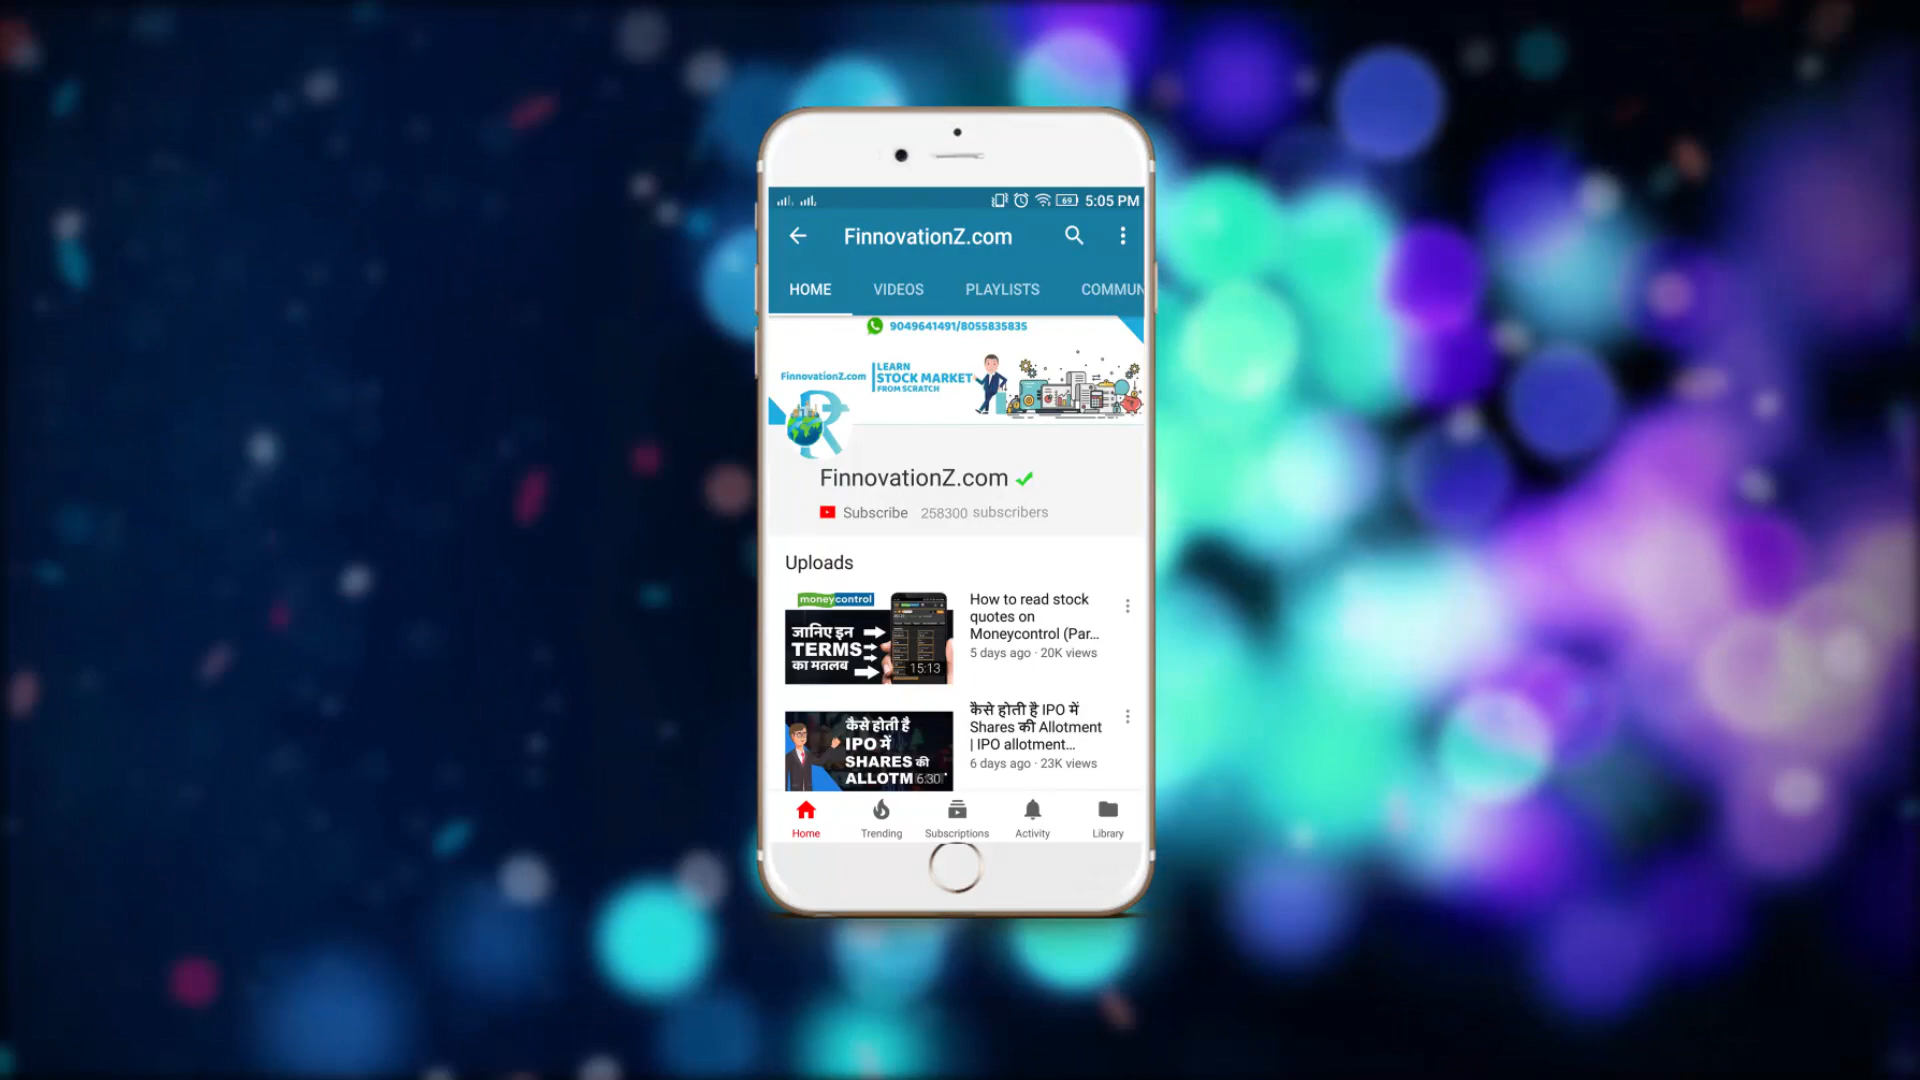 5:05 PM
FinnovationZ.com
HOME VIDEOS PLAYLISTS COMMUN
9049641491/8055835835
FinnovationZ.com
LEARN
STOCK MARKET
FROM SCRATCH
FinnovationZ.com
Subscribe 258300 subscribers
Uploads
moneycontrol
जानिए इन
TERMS
का मतलब
15:13
How to read stock
quotes on
Moneycontrol (Par...
5 days ago · 20K views
कैसे होती है
IPO में
SHARES की
ALLOTM
6:30
कैसे होती है IPO में
Shares की Allotment
| IPO allotment...
6 days ago · 23K views
Home Trending Subscriptions Activity Library